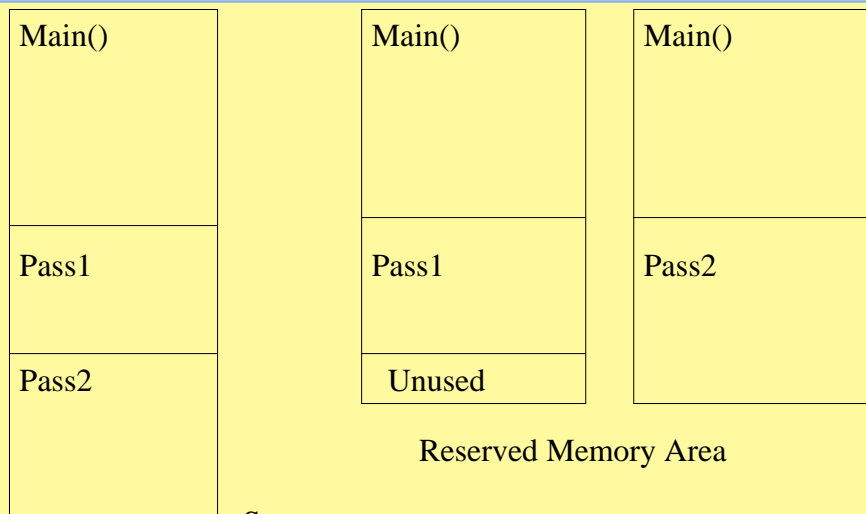 Main() Main() Main()
Pass1 Pass1 Pass2
Pass2 Unused
Reserved Memory Area